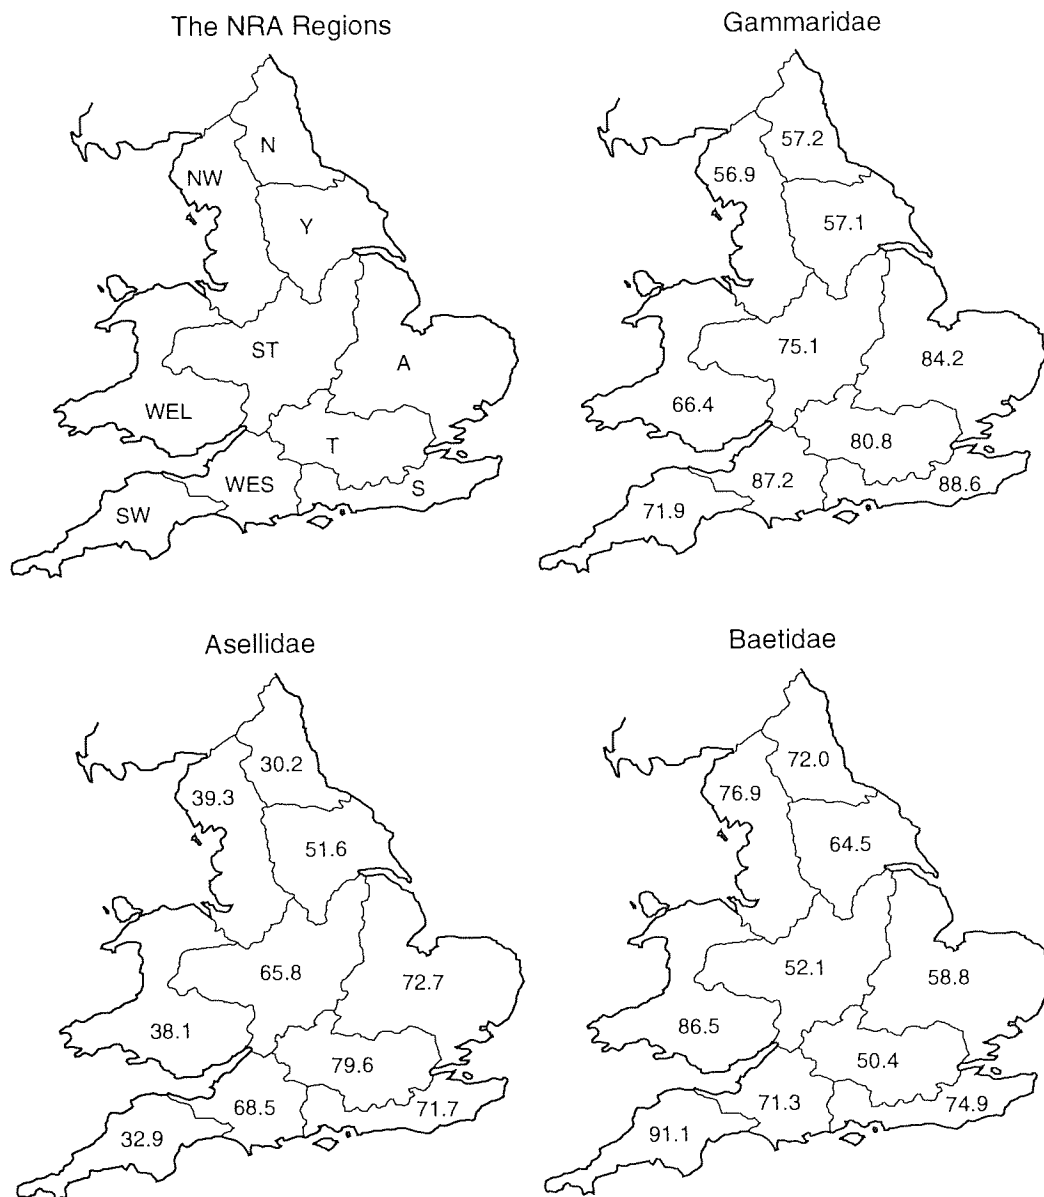 The NRA Regions
N
NW
Y
ST
A
WEL
T
WES
S
SW
Gammaridae
57.2
56.9
57.1
75.1
84.2
66.4
80.8
87.2
88.6
71.9
Asellidae
30.2
39.3
51.6
65.8
72.7
38.1
79.6
68.5
71.7
32.9
Baetidae
72.0
76.9
64.5
52.1
58.8
86.5
50.4
71.3
74.9
91.1